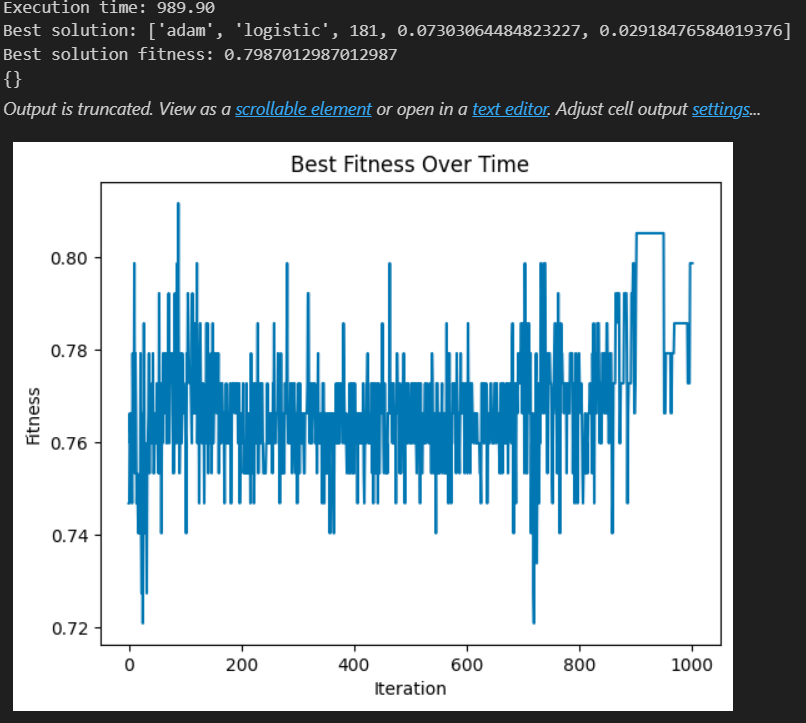 Execution time: 989.90
Best solution: ['adam', 'logistic', 181, 0.07303064484823227, 0.02918476584019376]
Best solution fitness: 0.7987012987012987
{}
Output is truncated. View as a scrollable element or open in a text editor. Adjust cell output settings...
Best Fitness Over Time
0.80
0.78
0.76
0.74
0.72
Fitness
0 200 400 600 800 1000
Iteration